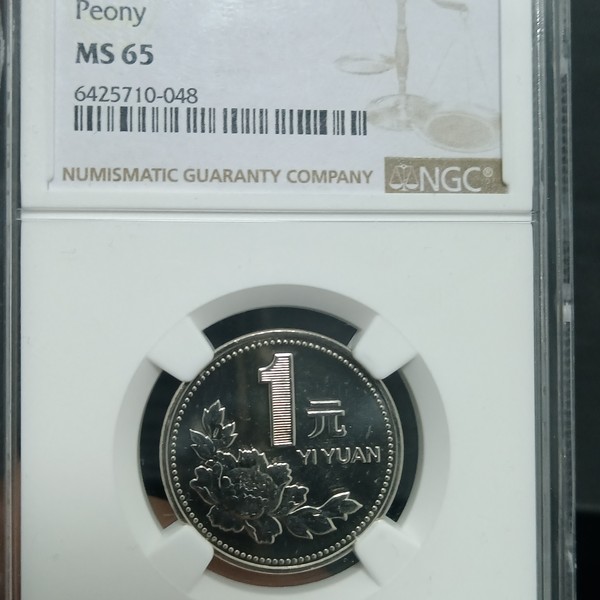 Peony
MS 65
6425710-048
NUMISMATIC GUARANTY COMPANY NGC®
1元
YI YUAN